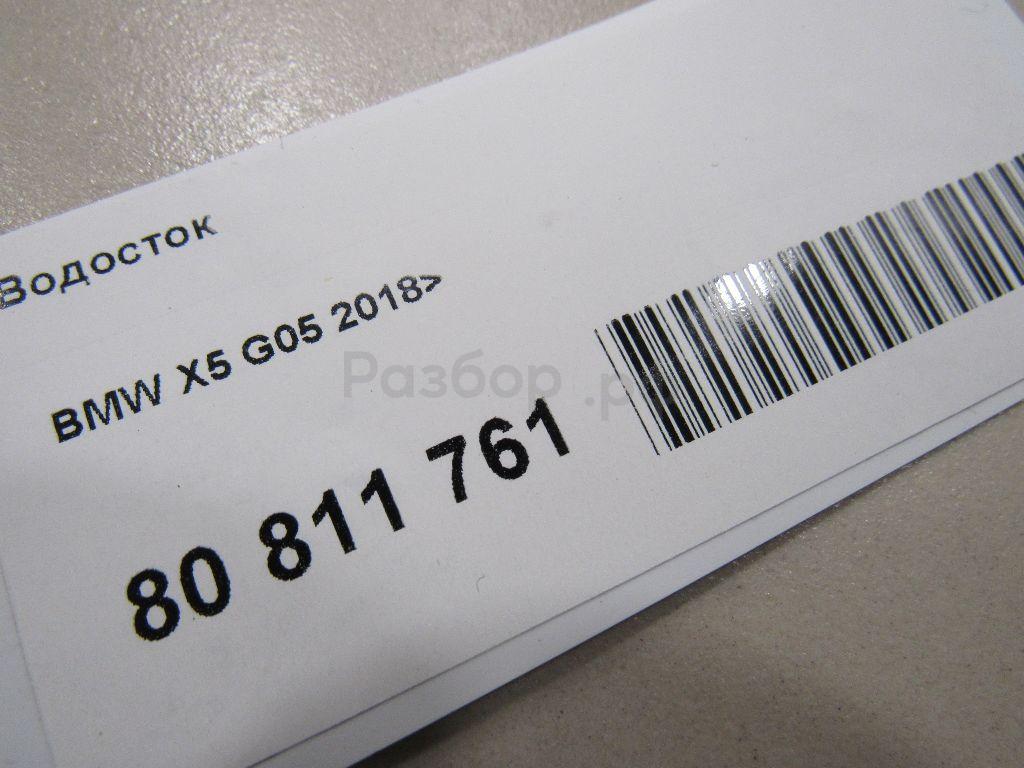 Водосток
BMW X5 G05 2018>
80 811 761
Разбор .рф